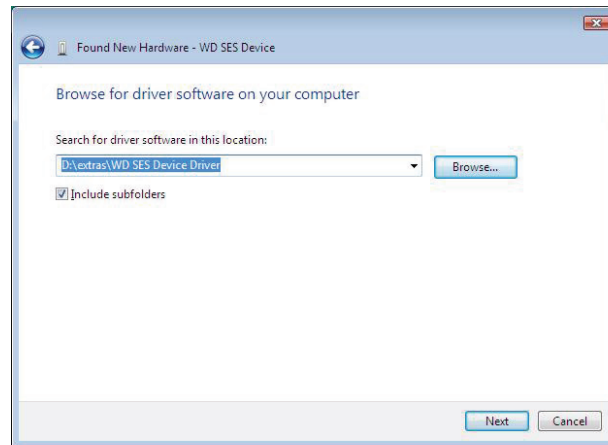 Found New Hardware - WD SES Device
Browse for driver software on your computer
Search for driver software in this location:
D:\extras\WD SES Device Driver
Browse...
Include subfolders
Next
Cancel